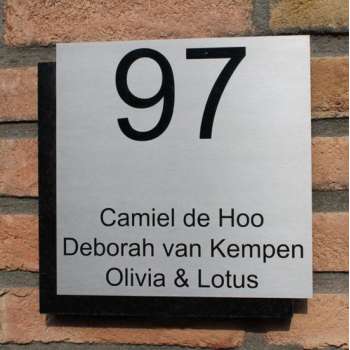 97
Camiel de Hoo
Deborah van Kempen
Olivia & Lotus